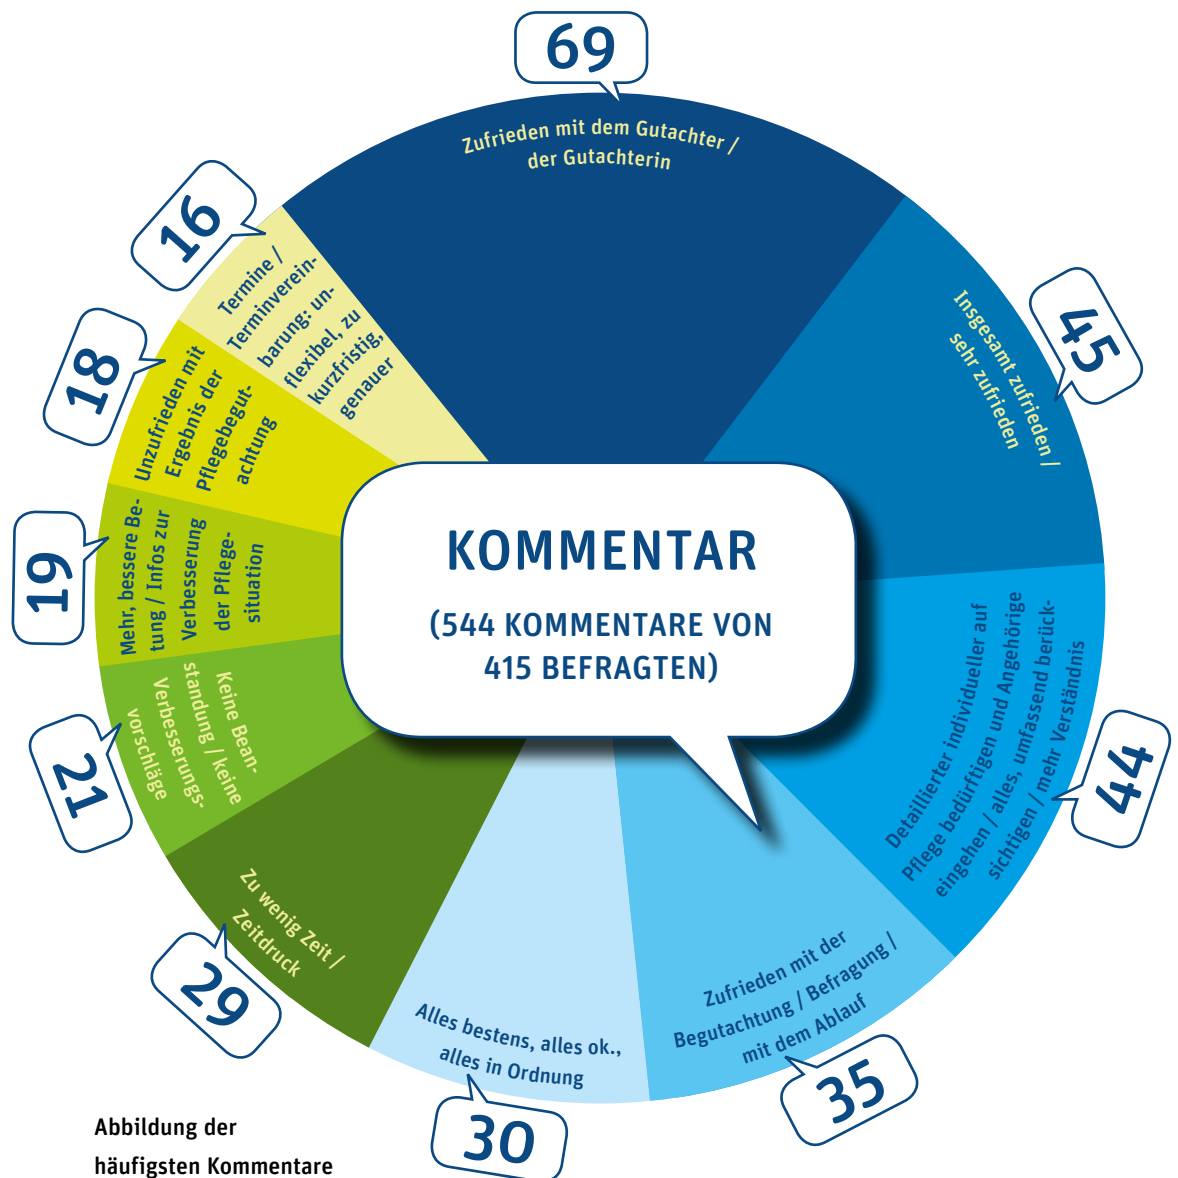 69
Zufrieden mit dem Gutachter /
der Gutachterin
45
Insgesamt zufrieden /
sehr zufrieden
44
Detaillierter individueller auf
Pflege bedürftigen und Angehörige
eingehen / alles, umfassend berück-
sichtigen / mehr Verständnis
35
Zufrieden mit der
Begutachtung / Befragung /
mit dem Ablauf
30
Alles bestens, alles ok.,
alles in Ordnung
29
Zu wenig Zeit /
Zeitdruck
21
Keine Bean-
standung / keine
Verbesserungs-
vorschläge
19
Mehr, bessere Be-
tung / Infos zur
Verbesserung
der Pflege-
situation
18
Unzufrieden mit
Ergebnis der
Pflegebegut-
achtung
16
Termine /
Terminverein-
barung: un-
flexibel, zu
kurzfristig,
genauer
KOMMENTAR
(544 KOMMENTARE VON
415 BEFRAGTEN)
Abbildung der
häufigsten Kommentare